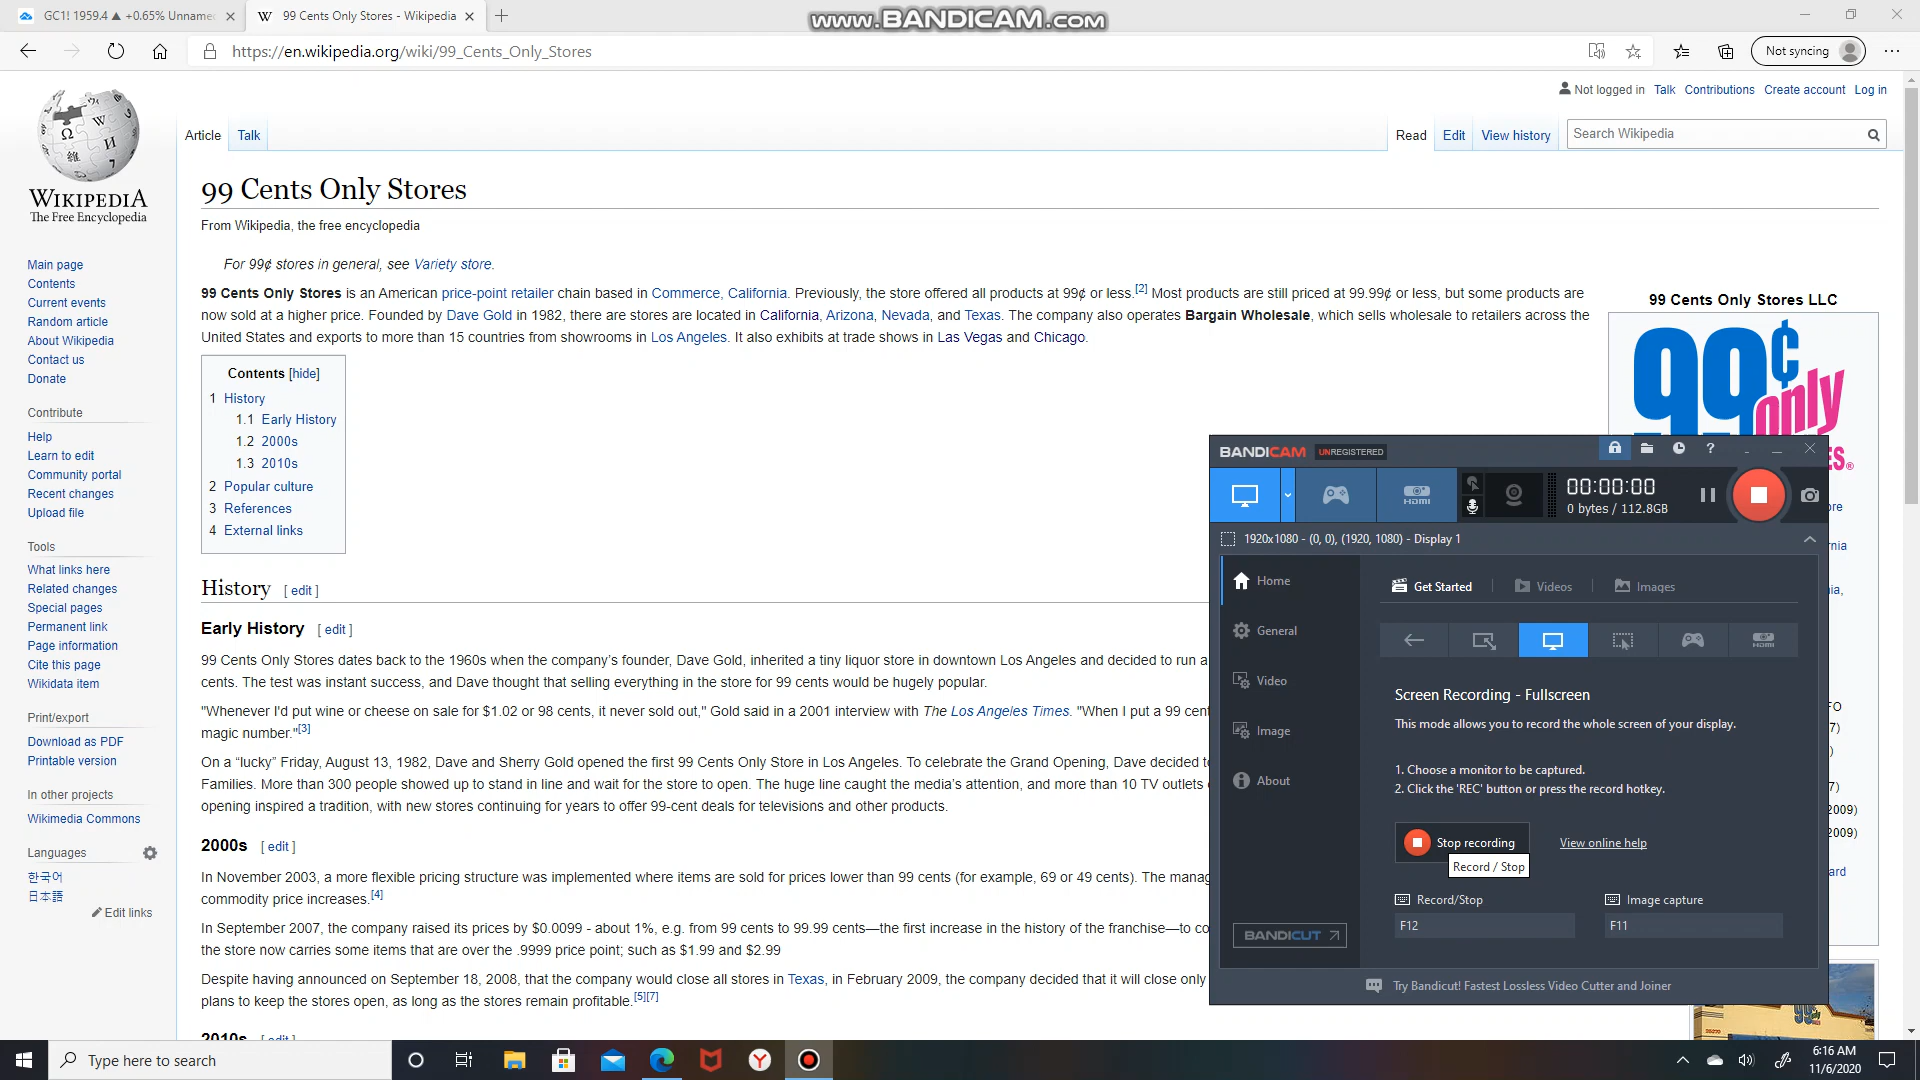 GC1! 1959.4 ▲ +0.65% Unname
99 Cents Only Stores - Wikipedia
www.BANDICAM.com
https://en.wikipedia.org/wiki/99_Cents_Only_Stores
Not syncing
Not logged in Talk Contributions Create account Log in
Article Talk
Read Edit View history
Search Wikipedia
WIKIPEDIA
The Free Encyclopedia
Main page
Contents
Current events
Random article
About Wikipedia
Contact us
Donate
Contribute
Help
Learn to edit
Community portal
Recent changes
Upload file
Tools
What links here
Related changes
Special pages
Permanent link
Page information
Cite this page
Wikidata item
Print/export
Download as PDF
Printable version
In other projects
Wikimedia Commons
Languages
한국어
日本語
Edit links
99 Cents Only Stores
From Wikipedia, the free encyclopedia
For 99¢ stores in general, see Variety store.
99 Cents Only Stores is an American price-point retailer chain based in Commerce, California. Previously, the store offered all products at 99¢ or less.[2] Most products are still priced at 99.99¢ or less, but some products are
now sold at a higher price. Founded by Dave Gold in 1982, there are stores are located in California, Arizona, Nevada, and Texas. The company also operates Bargain Wholesale, which sells wholesale to retailers across the
United States and exports to more than 15 countries from showrooms in Los Angeles. It also exhibits at trade shows in Las Vegas and Chicago.
Contents [hide]
1 History
1.1 Early History
1.2 2000s
1.3 2010s
2 Popular culture
3 References
4 External links
History [ edit ]
Early History [ edit ]
99 Cents Only Stores dates back to the 1960s when the company's founder, Dave Gold, inherited a tiny liquor store in downtown Los Angeles and decided to run a
cents. The test was instant success, and Dave thought that selling everything in the store for 99 cents would be hugely popular.
"Whenever I'd put wine or cheese on sale for $1.02 or 98 cents, it never sold out," Gold said in a 2001 interview with The Los Angeles Times. "When I put a 99 cent
magic number."[3]
On a “lucky” Friday, August 13, 1982, Dave and Sherry Gold opened the first 99 Cents Only Store in Los Angeles. To celebrate the Grand Opening, Dave decided to
Families. More than 300 people showed up to stand in line and wait for the store to open. The huge line caught the media's attention, and more than 10 TV outlets
opening inspired a tradition, with new stores continuing for years to offer 99-cent deals for televisions and other products.
2000s [ edit ]
In November 2003, a more flexible pricing structure was implemented where items are sold for prices lower than 99 cents (for example, 69 or 49 cents). The manag
commodity price increases.[4]
In September 2007, the company raised its prices by $0.0099 - about 1%, e.g. from 99 cents to 99.99 cents—the first increase in the history of the franchise—to co
the store now carries some items that are over the .9999 price point; such as $1.99 and $2.99
Despite having announced on September 18, 2008, that the company would close all stores in Texas, in February 2009, the company decided that it will close only
plans to keep the stores open, as long as the stores remain profitable.[5][7]
2010s [ edit ]
99 Cents Only Stores LLC
99¢ only
ES®
ore
nia
ia,
FO
7)
)
7)
2009)
2009)
ard
BANDICAM UNREGISTERED
HDMI
00:00:00
0 bytes / 112.8GB
1920x1080 - (0, 0), (1920, 1080) - Display 1
Home
General
Video
Image
About
BANDICUT
Get Started Videos Images
HDMI
Screen Recording - Fullscreen
This mode allows you to record the whole screen of your display.
1. Choose a monitor to be captured.
2. Click the 'REC' button or press the record hotkey.
Stop recording View online help
Record / Stop
Record/Stop Image capture
F12 F11
Try Bandicut! Fastest Lossless Video Cutter and Joiner
Type here to search
6:16 AM
11/6/2020